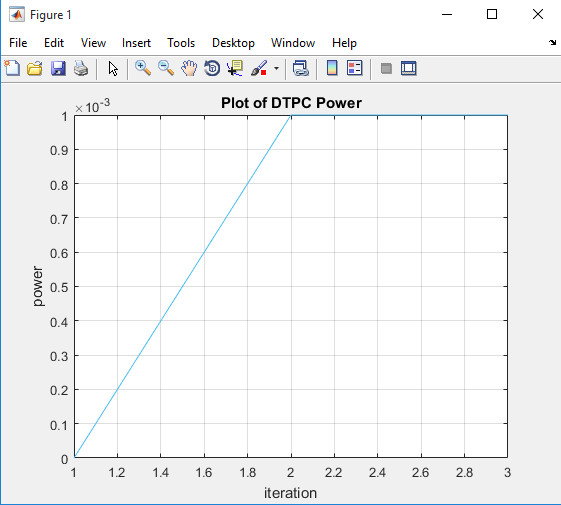 Figure 1
File Edit View Insert Tools Desktop Window Help
×10-3
Plot of DTPC Power
1
0.9
0.8
0.7
0.6
0.5
0.4
0.3
0.2
0.1
0
power
1 1.2 1.4 1.6 1.8 2 2.2 2.4 2.6 2.8 3
iteration